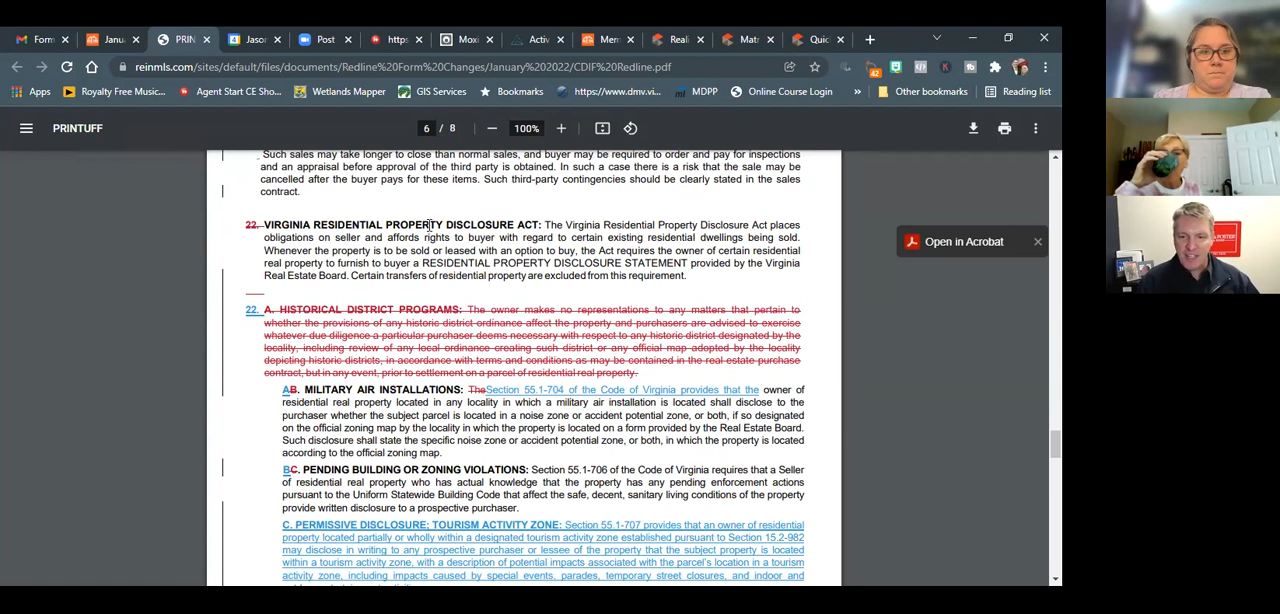 Form
Janua
PRIN
Jason
Post
https
Moxi
Activ
Mem
Reali
Matr
Quic
reinmls.com/sites/default/files/documents/Redline%20Form%20Changes/January%202022/CDIF%20Redline.pdf
42
Apps
Royalty Free Music...
Agent Start CE Sho...
Wetlands Mapper
GIS Services
Bookmarks
https://www.dmv.vi...
MDPP
Online Course Login
»
Other bookmarks
Reading list
PRINTUFF
6 / 8
100%
Such sales may take longer to close than normal sales, and buyer may be required to order and pay for inspections
and an appraisal before approval of the third party is obtained. In such a case there is a risk that the sale may be
cancelled after the buyer pays for these items. Such third-party contingencies should be clearly stated in the sales
contract.
22. VIRGINIA RESIDENTIAL PROPERTY DISCLOSURE ACT: The Virginia Residential Property Disclosure Act places
obligations on seller and affords rights to buyer with regard to certain existing residential dwellings being sold.
Whenever the property is to be sold or leased with an option to buy, the Act requires the owner of certain residential
real property to furnish to buyer a RESIDENTIAL PROPERTY DISCLOSURE STATEMENT provided by the Virginia
Real Estate Board. Certain transfers of residential property are excluded from this requirement.
22. A. HISTORICAL DISTRICT PROGRAMS: The owner makes no representations to any matters that pertain to
whether the provisions of any historic district ordinance affect the property and purchasers are advised to exercise
whatever due diligence a particular purchaser deems necessary with respect to any historic district designated by the
locality, including review of any local ordinance creating such district or any official map adopted by the locality
depicting historic districts, in accordance with terms and conditions as may be contained in the real estate purchase
contract, but in any event, prior to settlement on a parcel of residential real property.
AB. MILITARY AIR INSTALLATIONS: TheSection 55.1-704 of the Code of Virginia provides that the owner of
residential real property located in any locality in which a military air installation is located shall disclose to the
purchaser whether the subject parcel is located in a noise zone or accident potential zone, or both, if so designated
on the official zoning map by the locality in which the property is located on a form provided by the Real Estate Board.
Such disclosure shall state the specific noise zone or accident potential zone, or both, in which the property is located
according to the official zoning map.
BC. PENDING BUILDING OR ZONING VIOLATIONS: Section 55.1-706 of the Code of Virginia requires that a Seller
of residential real property who has actual knowledge that the property has any pending enforcement actions
pursuant to the Uniform Statewide Building Code that affect the safe, decent, sanitary living conditions of the property
provide written disclosure to a prospective purchaser.
C. PERMISSIVE DISCLOSURE; TOURISM ACTIVITY ZONE: Section 55.1-707 provides that an owner of residential
property located partially or wholly within a designated tourism activity zone established pursuant to Section 15.2-982
may disclose in writing to any prospective purchaser or lessee of the property that the subject property is located
within a tourism activity zone, with a description of potential impacts associated with the parcel's location in a tourism
activity zone, including impacts caused by special events, parades, temporary street closures, and indoor and
Open in Acrobat